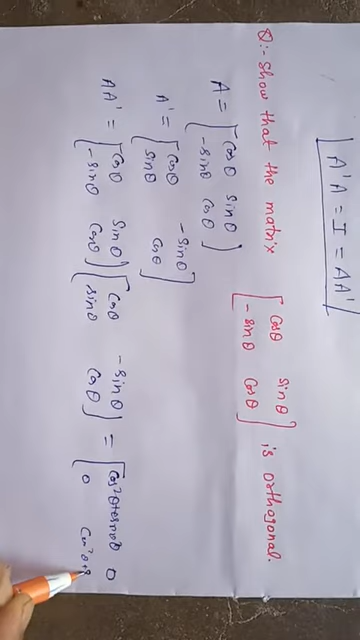 A'A = I = AA'
Q:- Show that the matrix [cosθ sinθ
-sinθ cosθ] is orthogonal.
A = [cosθ sinθ
-sinθ cosθ]
A' = [cosθ -sinθ
sinθ cosθ]
AA' = [cosθ sinθ
-sinθ cosθ] [cosθ -sinθ
sinθ cosθ] = [cos²θ+ 0
0 cos²θ+